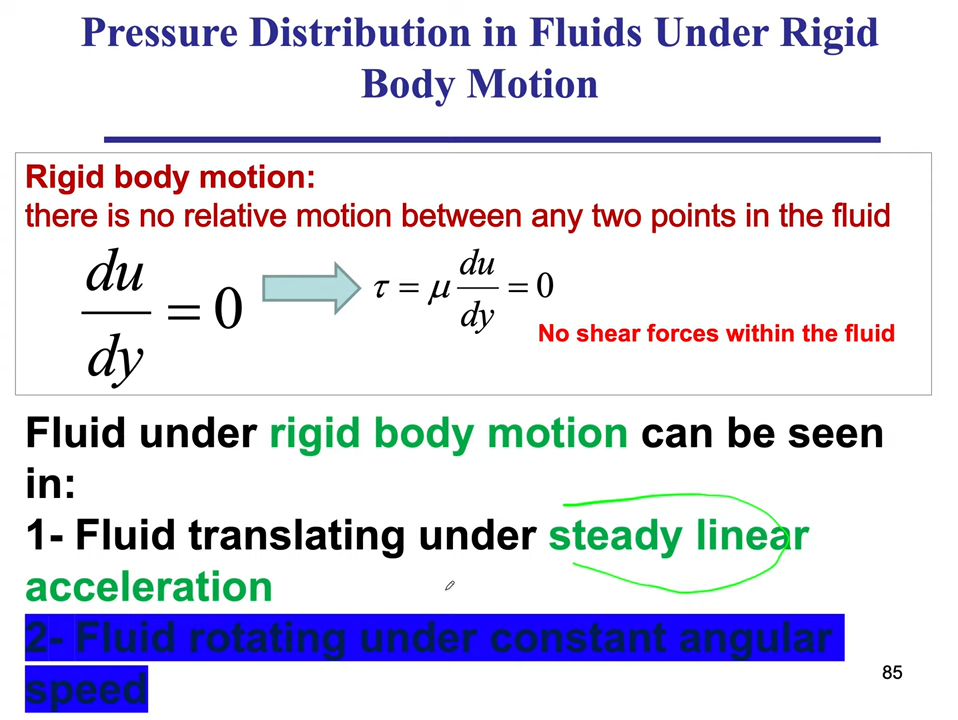 Pressure Distribution in Fluids Under Rigid
Body Motion
Rigid body motion:
there is no relative motion between any two points in the fluid
du/dy = 0
τ = μ du/dy = 0
No shear forces within the fluid
Fluid under rigid body motion can be seen
in:
1- Fluid translating under steady linear
acceleration
2- Fluid rotating under constant angular
speed
85